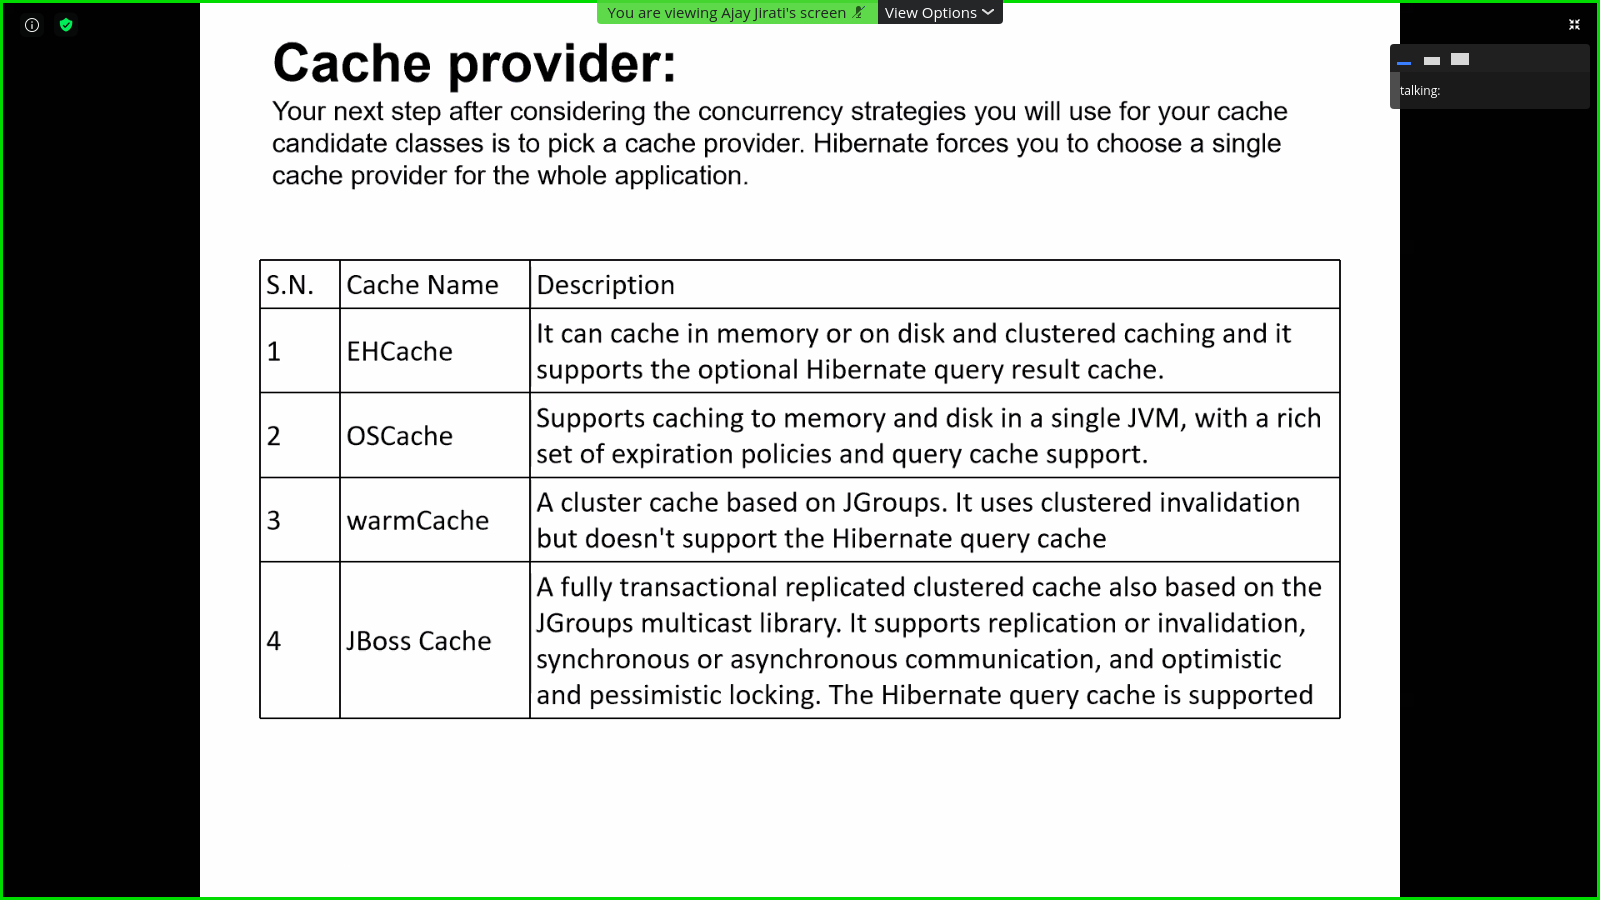 You are viewing Ajay Jirati's screen View Options
Cache provider:
Your next step after considering the concurrency strategies you will use for your cache
candidate classes is to pick a cache provider. Hibernate forces you to choose a single
cache provider for the whole application.
talking:
S.N. Cache Name Description
1 EHCache It can cache in memory or on disk and clustered caching and it
supports the optional Hibernate query result cache.
2 OSCache Supports caching to memory and disk in a single JVM, with a rich
set of expiration policies and query cache support.
3 warmCache A cluster cache based on JGroups. It uses clustered invalidation
but doesn't support the Hibernate query cache
4 JBoss Cache A fully transactional replicated clustered cache also based on the
JGroups multicast library. It supports replication or invalidation,
synchronous or asynchronous communication, and optimistic
and pessimistic locking. The Hibernate query cache is supported